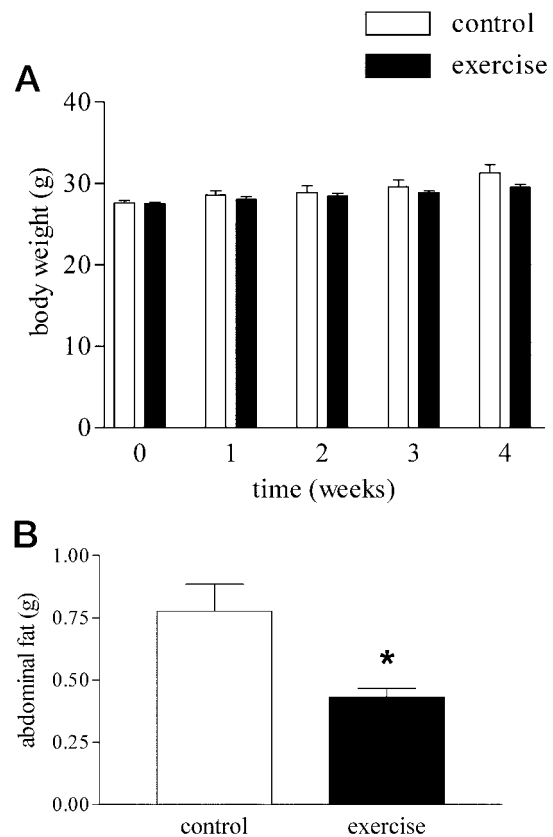 control
exercise
A
body weight (g)
40
30
20
10
0
0 1 2 3 4
time (weeks)
B
abdominal fat (g)
1.00
0.75
0.50
0.25
0.00
*
control exercise